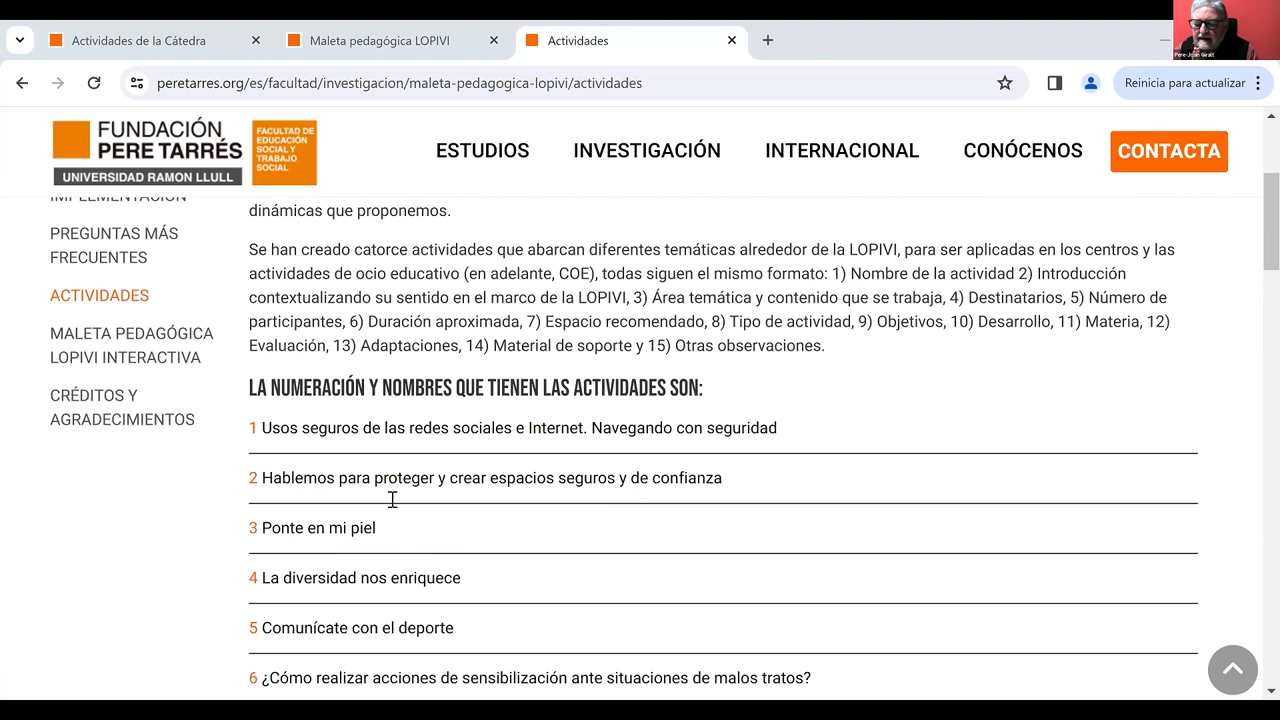 Actividades de la Cátedra
Maleta pedagógica LOPIVI
Actividades
Pere-Joan Giralt
peretarres.org/es/facultad/investigacion/maleta-pedagogica-lopivi/actividades
Reinicia para actualizar
FUNDACIÓN
PERE TARRÉS
UNIVERSIDAD RAMON LLULL
FACULTAD DE
EDUCACIÓN
SOCIAL Y
TRABAJO
SOCIAL
ESTUDIOS
INVESTIGACIÓN
INTERNACIONAL
CONÓCENOS
CONTACTA
IMPLEMENTACIÓN
PREGUNTAS MÁS
FRECUENTES
ACTIVIDADES
MALETA PEDAGÓGICA
LOPIVI INTERACTIVA
CRÉDITOS Y
AGRADECIMIENTOS
dinámicas que proponemos.
Se han creado catorce actividades que abarcan diferentes temáticas alrededor de la LOPIVI, para ser aplicadas en los centros y las
actividades de ocio educativo (en adelante, COE), todas siguen el mismo formato: 1) Nombre de la actividad 2) Introducción
contextualizando su sentido en el marco de la LOPIVI, 3) Área temática y contenido que se trabaja, 4) Destinatarios, 5) Número de
participantes, 6) Duración aproximada, 7) Espacio recomendado, 8) Tipo de actividad, 9) Objetivos, 10) Desarrollo, 11) Materia, 12)
Evaluación, 13) Adaptaciones, 14) Material de soporte y 15) Otras observaciones.
LA NUMERACIÓN Y NOMBRES QUE TIENEN LAS ACTIVIDADES SON:
1 Usos seguros de las redes sociales e Internet. Navegando con seguridad
2 Hablemos para proteger y crear espacios seguros y de confianza
3 Ponte en mi piel
4 La diversidad nos enriquece
5 Comunícate con el deporte
6 ¿Cómo realizar acciones de sensibilización ante situaciones de malos tratos?